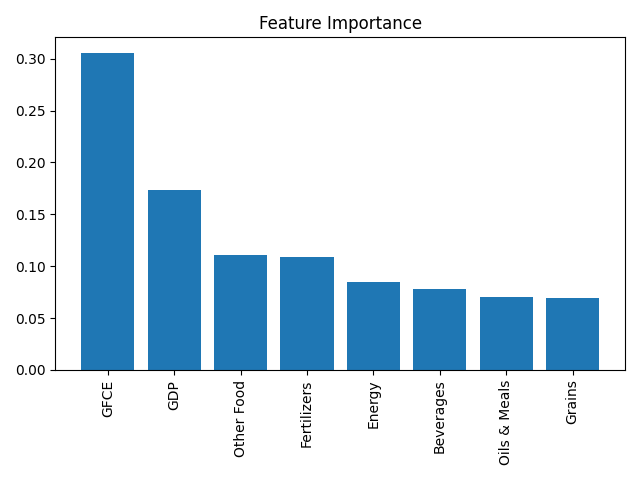 Feature Importance
0.30
0.25
0.20
0.15
0.10
0.05
0.00
GFCE
GDP
Other Food
Fertilizers
Energy
Beverages
Oils & Meals
Grains